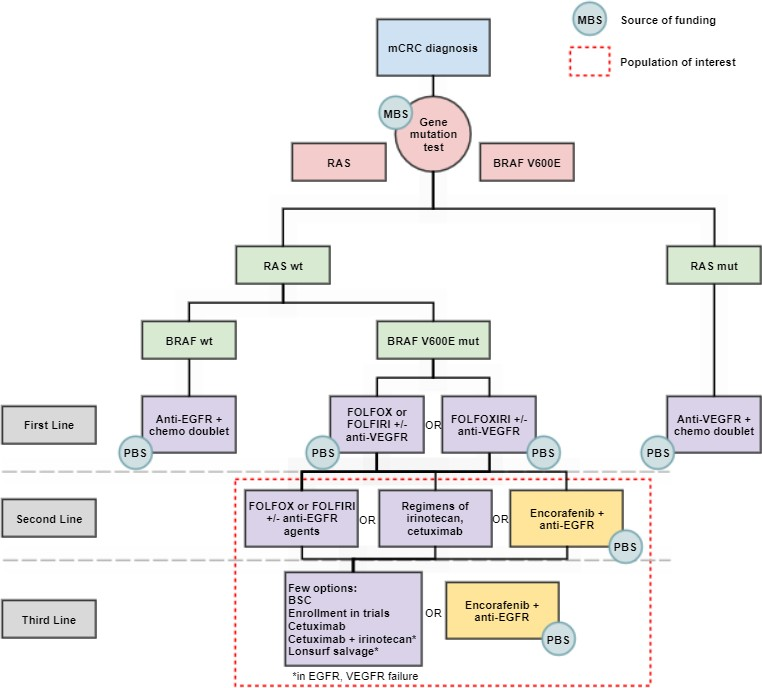 MBS
Source of funding
Population of interest
mCRC diagnosis
MBS
Gene
mutation
test
RAS
BRAF V600E
RAS wt
RAS mut
BRAF wt
BRAF V600E mut
First Line
Anti-EGFR +
chemo doublet
PBS
FOLFOX or
FOLFIRI +/-
anti-VEGFR
PBS
OR
FOLFOXIRI +/-
anti-VEGFR
PBS
Anti-VEGFR +
chemo doublet
PBS
Second Line
FOLFOX or FOLFIRI
+/- anti-EGFR
agents
OR
Regimens of
irinotecan,
cetuximab
OR
Encorafenib +
anti-EGFR
PBS
Third Line
Few options:
BSC
Enrollment in trials
Cetuximab
Cetuximab + irinotecan*
Lonsurf salvage*
OR
Encorafenib +
anti-EGFR
PBS
*in EGFR, VEGFR failure